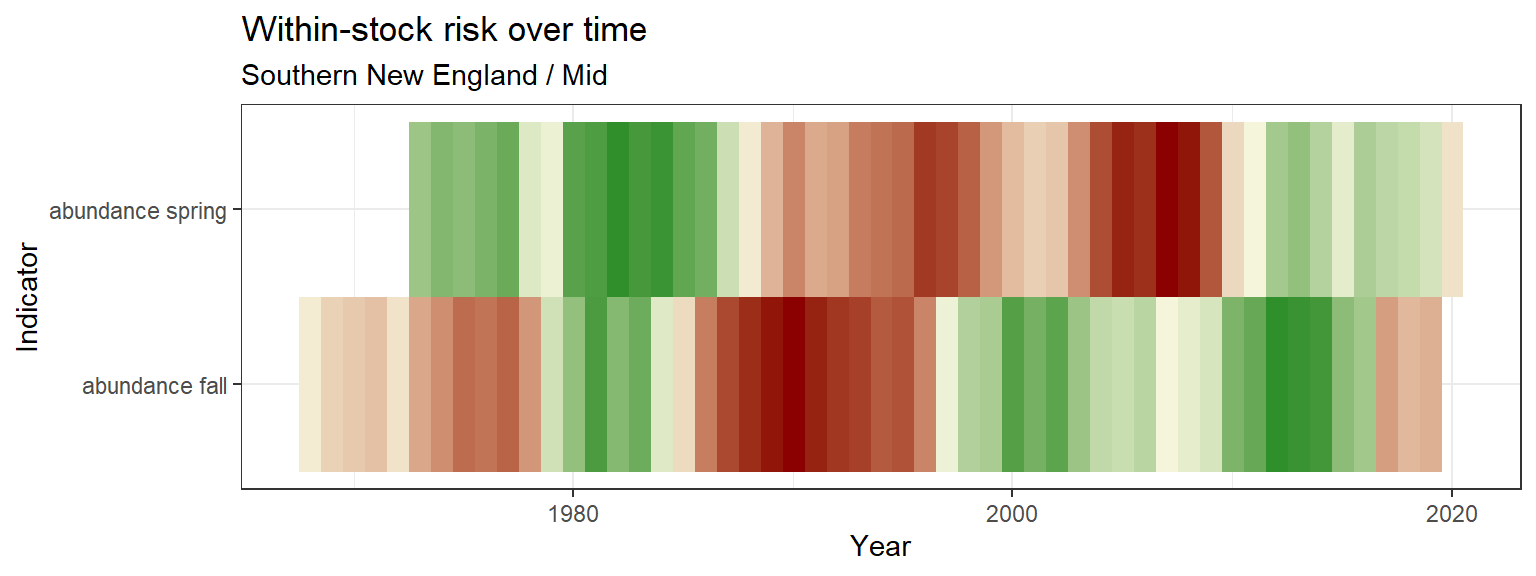 Within-stock risk over time
Southern New England / Mid
Indicator
abundance spring
abundance fall
1980 2000 2020
Year